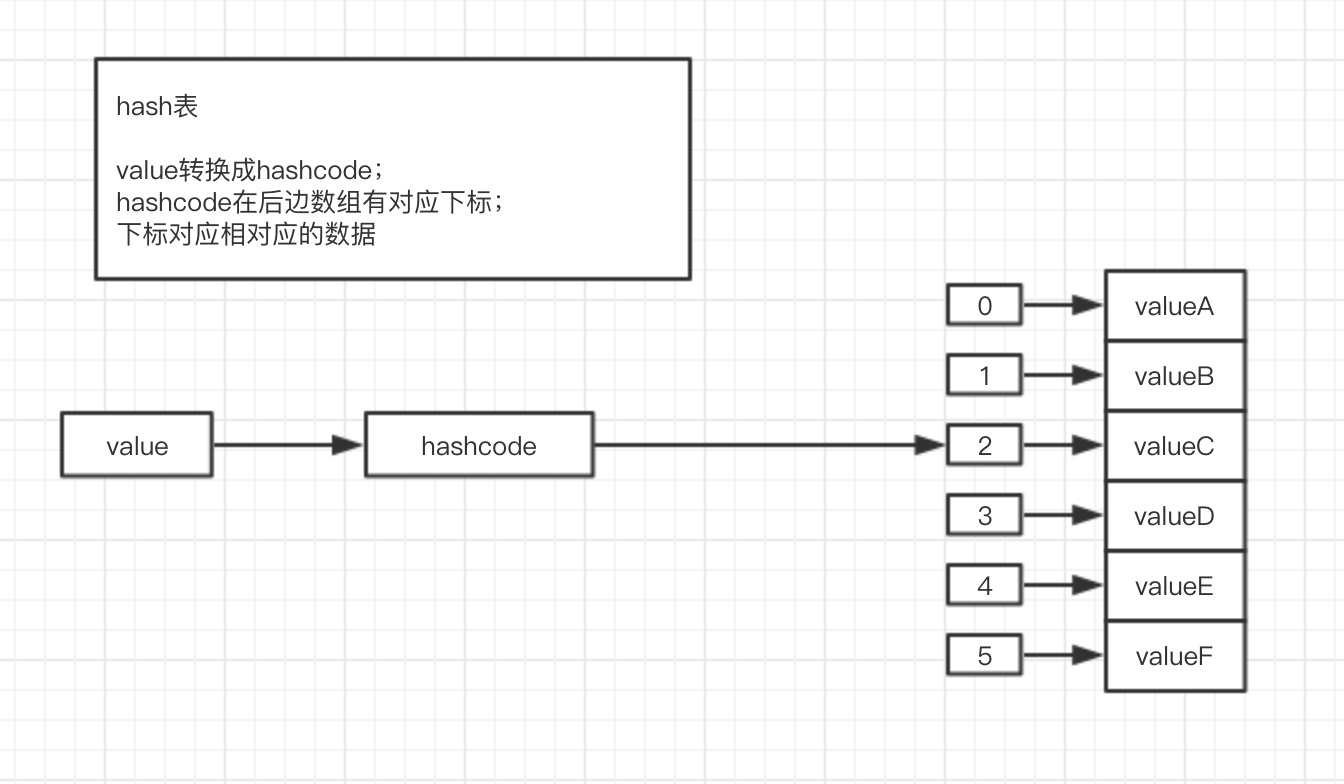 hash表
value转换成hashcode；
hashcode在后边数组有对应下标；
下标对应相对应的数据
0
valueA
1
valueB
value
hashcode
2
valueC
3
valueD
4
valueE
5
valueF